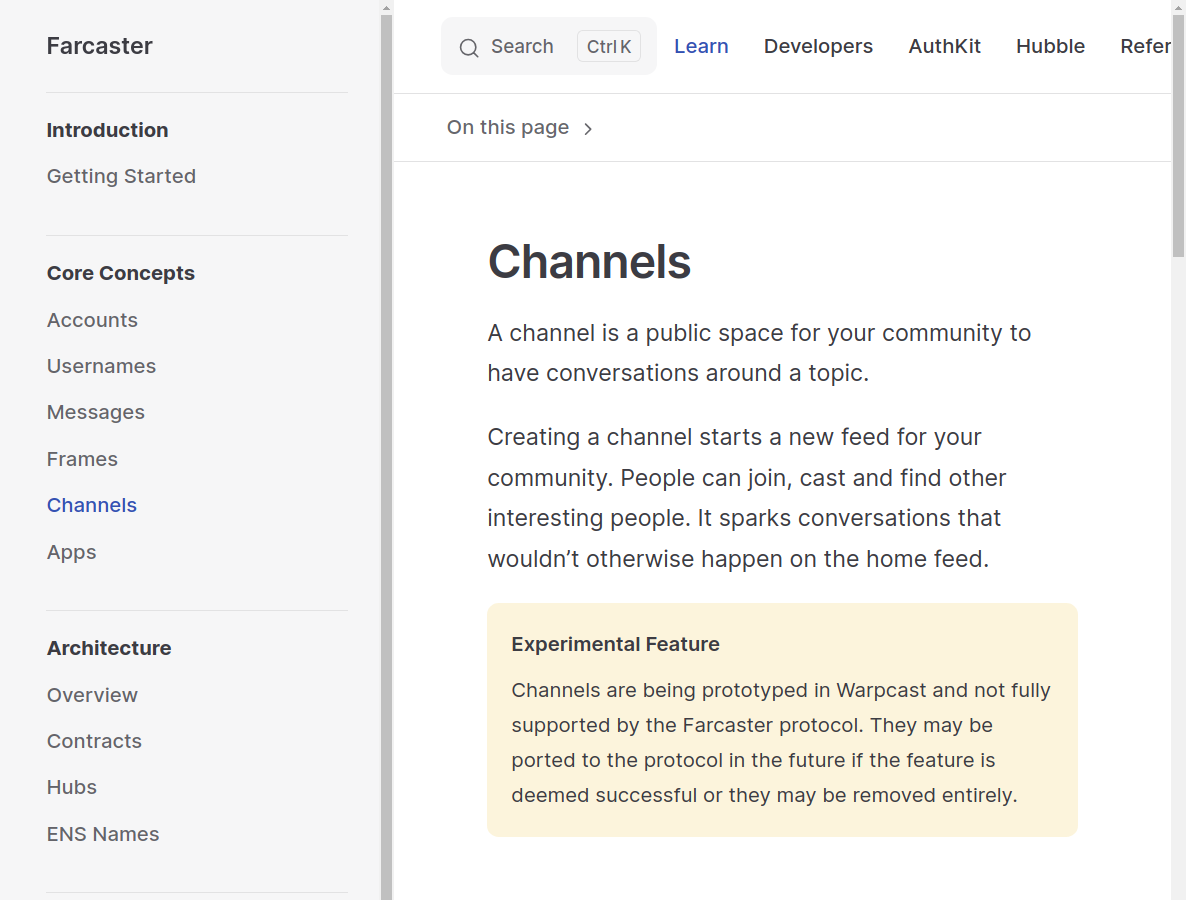 Farcaster
Introduction
Getting Started
Core Concepts
Accounts
Usernames
Messages
Frames
Channels
Apps
Architecture
Overview
Contracts
Hubs
ENS Names
Search Ctrl K Learn Developers AuthKit Hubble Refer
On this page
Channels
A channel is a public space for your community to
have conversations around a topic.
Creating a channel starts a new feed for your
community. People can join, cast and find other
interesting people. It sparks conversations that
wouldn’t otherwise happen on the home feed.
Experimental Feature
Channels are being prototyped in Warpcast and not fully
supported by the Farcaster protocol. They may be
ported to the protocol in the future if the feature is
deemed successful or they may be removed entirely.